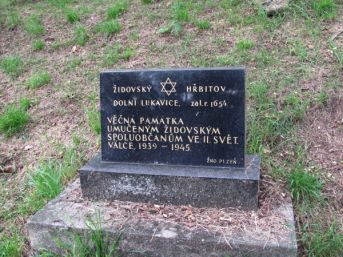 ŽIDOVSKÝ ✡ HŘBITOV
DOLNÍ LUKAVICE, zal. r. 1654.
VĚČNÁ PAMÁTKA
UMUČENÝM ŽIDOVSKÝM
SPOLUOBČANŮM VE II. SVĚT.
VÁLCE, 1939 - 1945.
ŽNO PLZEŇ